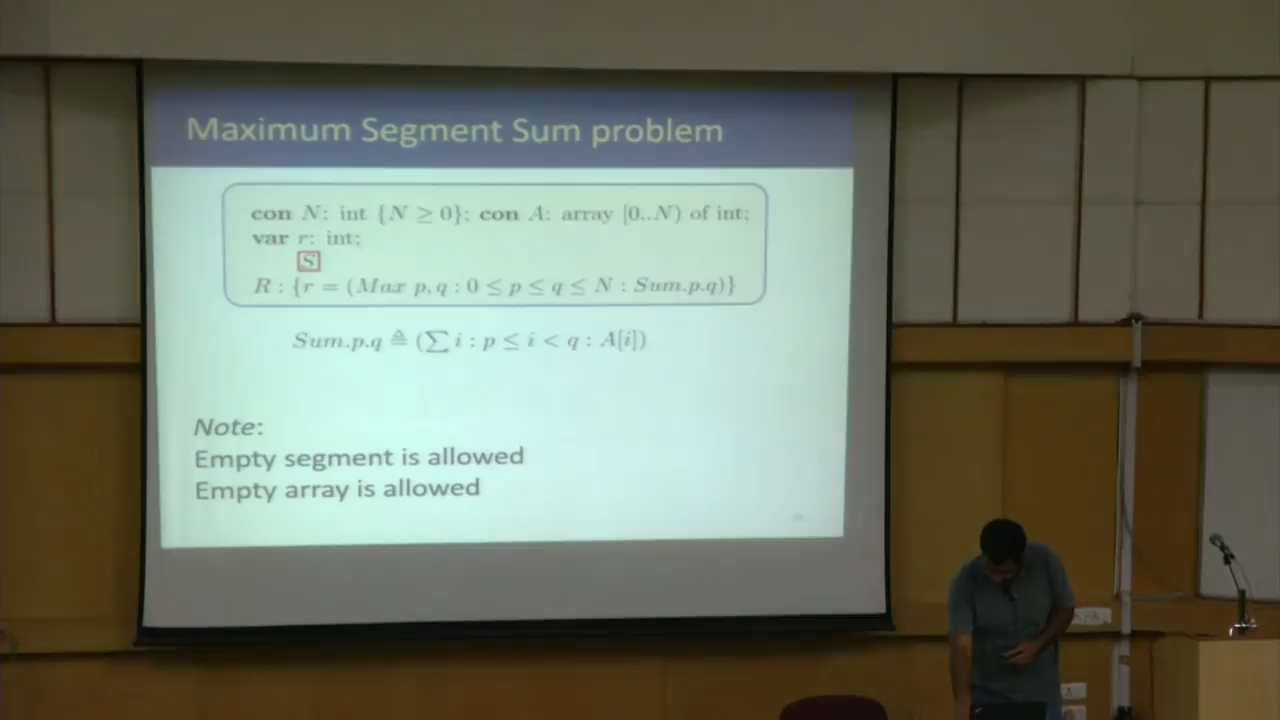 Maximum Segment Sum problem
con N: int {N ≥ 0}; con A: array [0..N) of int;
var r: int;
S
R : {r = (Max p, q : 0 ≤ p ≤ q ≤ N : Sum.p.q)}
Sum.p.q ≜ (∑ i : p ≤ i < q : A[i])
Note:
Empty segment is allowed
Empty array is allowed